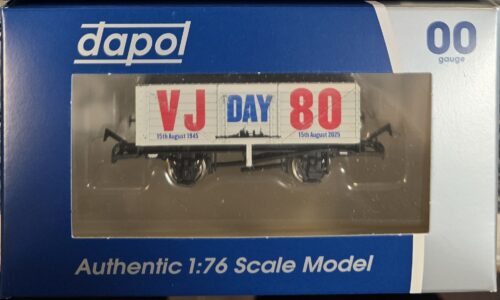 dapol
00
gauge
VJ DAY 80
15th August 1945 15th August 2025
Authentic 1:76 Scale Model